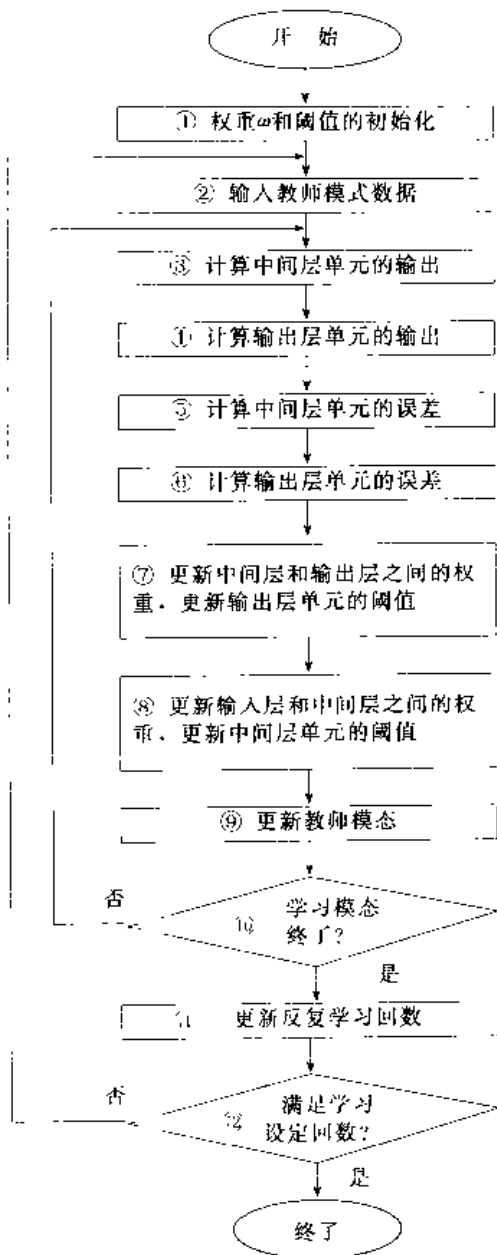 开 始
① 权重ω和阈值的初始化
② 输入教师模式数据
③ 计算中间层单元的输出
④ 计算输出层单元的输出
⑤ 计算中间层单元的误差
⑥ 计算输出层单元的误差
⑦ 更新中间层和输出层之间的权
重、更新输出层单元的阈值
⑧ 更新输入层和中间层之间的权
重、更新中间层单元的阈值
⑨ 更新教师模态
否
⑩ 学习模态
终了?
是
⑪ 更新反复学习回数
否
⑫ 满足学习
设定回数?
是
终了